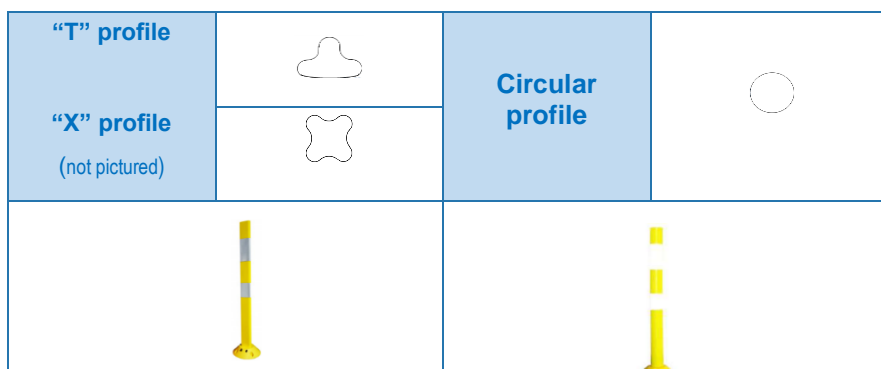 “T” profile
“X” profile
(not pictured)
Circular
profile